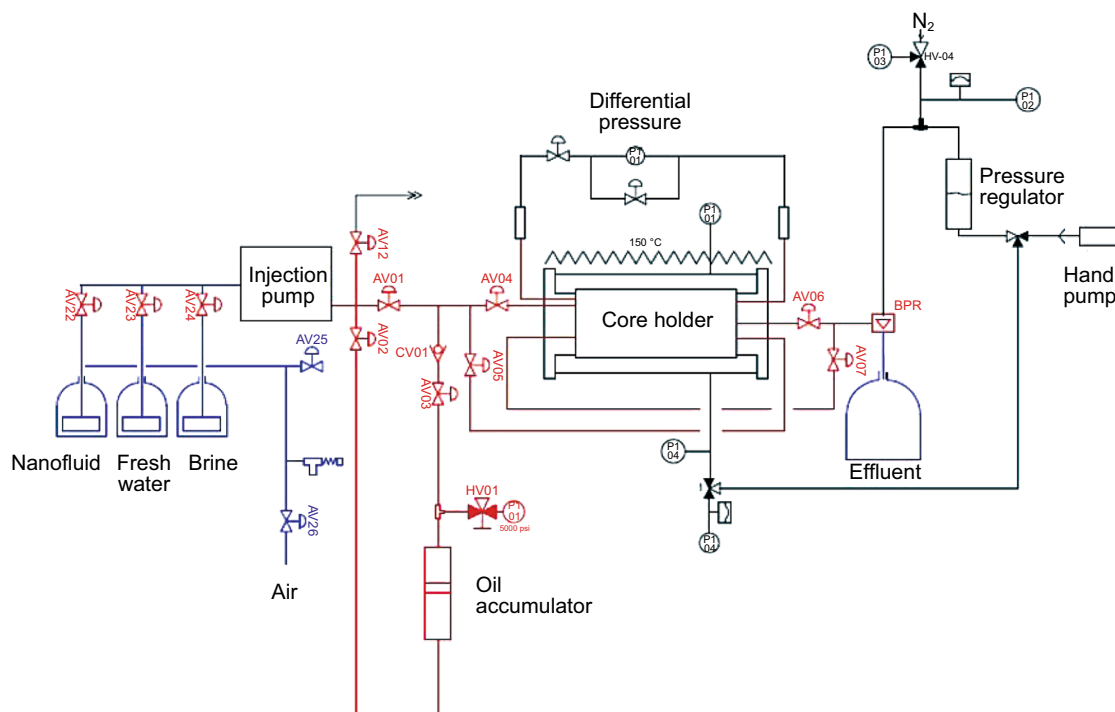 N2
P1
03
HV-04
P1
02
Differential
pressure
P1
01
Pressure
regulator
P1
01
150 °C
AV12
Injection
pump
AV01
AV04
Core holder
AV06
BPR
Hand
pump
AV22
AV23
AV24
AV02
AV25
CV01
AV05
AV07
AV03
Nanofluid
Fresh
water
Brine
P1
04
Effluent
HV01
P1
01
5000 psi
AV26
P1
04
Air
Oil
accumulator